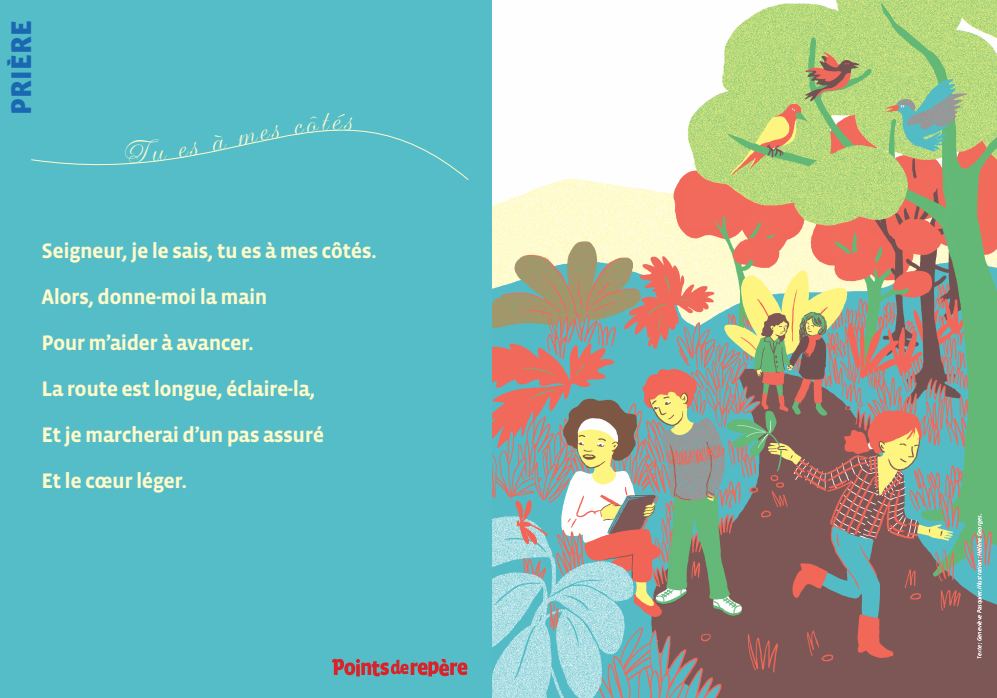 PRIÈRE
Tu es à mes côtés
Seigneur, je le sais, tu es à mes côtés.
Alors, donne-moi la main
Pour m’aider à avancer.
La route est longue, éclaire-la,
Et je marcherai d’un pas assuré
Et le cœur léger.
Points de repère
Texte: Geneviève Pasquier, Illustration: Hélène Georges.